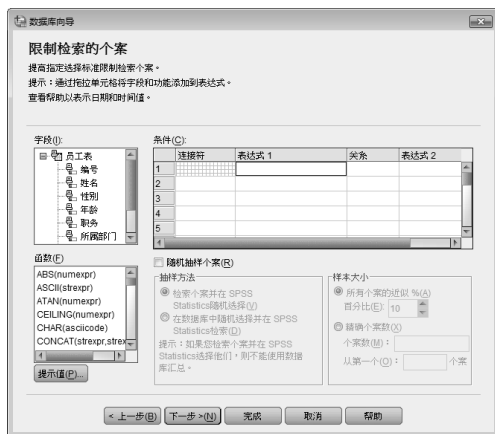 数据库向导
限制检索的个案
提高指定选择标准限制检索个案。
提示：通过拖拉单元格将字段和功能添加到表达式。
查看帮助以表示日期和时间值。
字段(I):
员工表
编号
姓名
性别
年龄
职务
所属部门
条件(C):
连接符 表达式 1 关系 表达式 2
1
2
3
4
5
函数(F)
ABS(numexpr)
ASCII(strexpr)
ATAN(numexpr)
CEILING(numexpr)
CHAR(asciicode)
CONCAT(strexpr,strex
提示值(P)...
随机抽样个案(R)
抽样方法
检索个案并在 SPSS
Statistics随机选择(V)
在数据库中随机选择并在 SPSS
Statistics检索(D)
提示：如果您检索个案并在 SPSS
Statistics选择他们，则不能使用数据
库汇总。
样本大小
所有个案的近似 %(A)
百分比(E): 10
精确个案数(X)
个案数(M)：
从第一个(O)： 个案
< 上一步(B) 下一步 >(N) 完成 取消 帮助